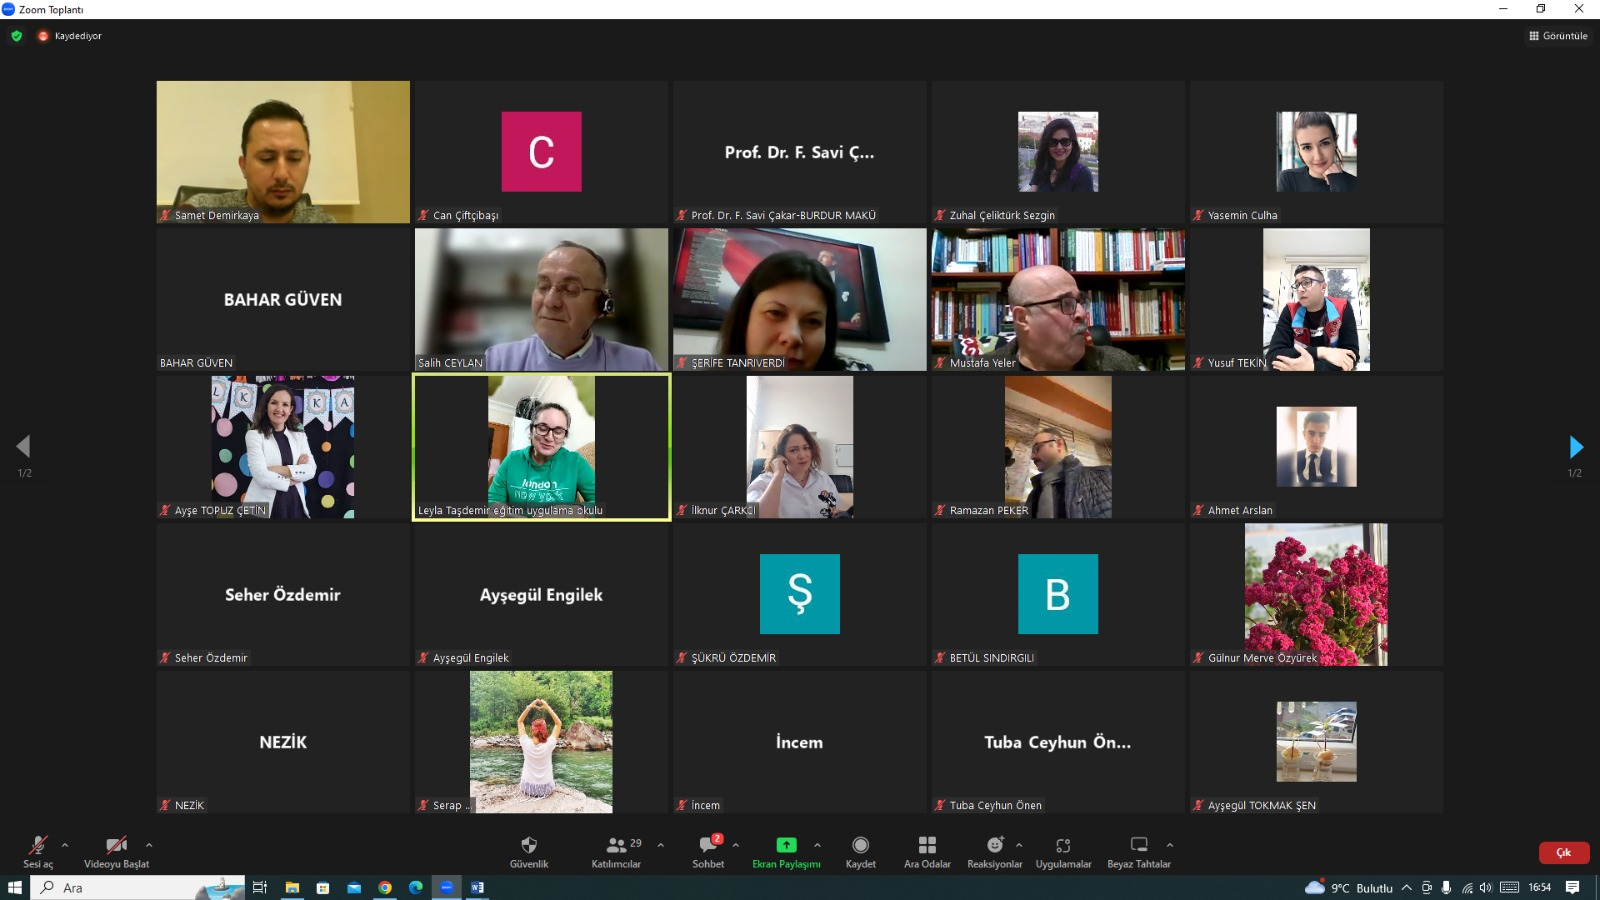 Zoom Toplantı
Kaydediyor
Görüntüle
Samet Demirkaya
C
Can Çiftçibaşı
Prof. Dr. F. Savi Ç...
Prof. Dr. F. Savi Çakar-BURDUR MAKÜ
Zuhal Çeliktürk Sezgin
Yasemin Culha
BAHAR GÜVEN
BAHAR GÜVEN
Salih CEYLAN
ŞERİFE TANRIVERDİ
Mustafa Yeler
Yusuf TEKİN
L K K A
Ayşe TOPUZ ÇETİN
london
NEW YORK
Leyla Taşdemir eğitim uygulama okulu
İlknur ÇARKCI
Ramazan PEKER
Ahmet Arslan
1/2
1/2
Seher Özdemir
Seher Özdemir
Ayşegül Engilek
Ayşegül Engilek
Ş
ŞÜKRÜ ÖZDEMİR
B
BETÜL SINDIRGILI
Gülnur Merve Özyürek
NEZİK
NEZİK
Serap ...
İncem
İncem
Tuba Ceyhun Ön...
Tuba Ceyhun Önen
Ayşegül TOKMAK ŞEN
Sesi aç
Videoyu Başlat
Güvenlik
29
Katılımcılar
2
Sohbet
Ekran Paylaşımı
Kaydet
Ara Odalar
Reaksiyonlar
Uygulamalar
Beyaz Tahtalar
Çık
Ara
9°C Bulutlu
16:54